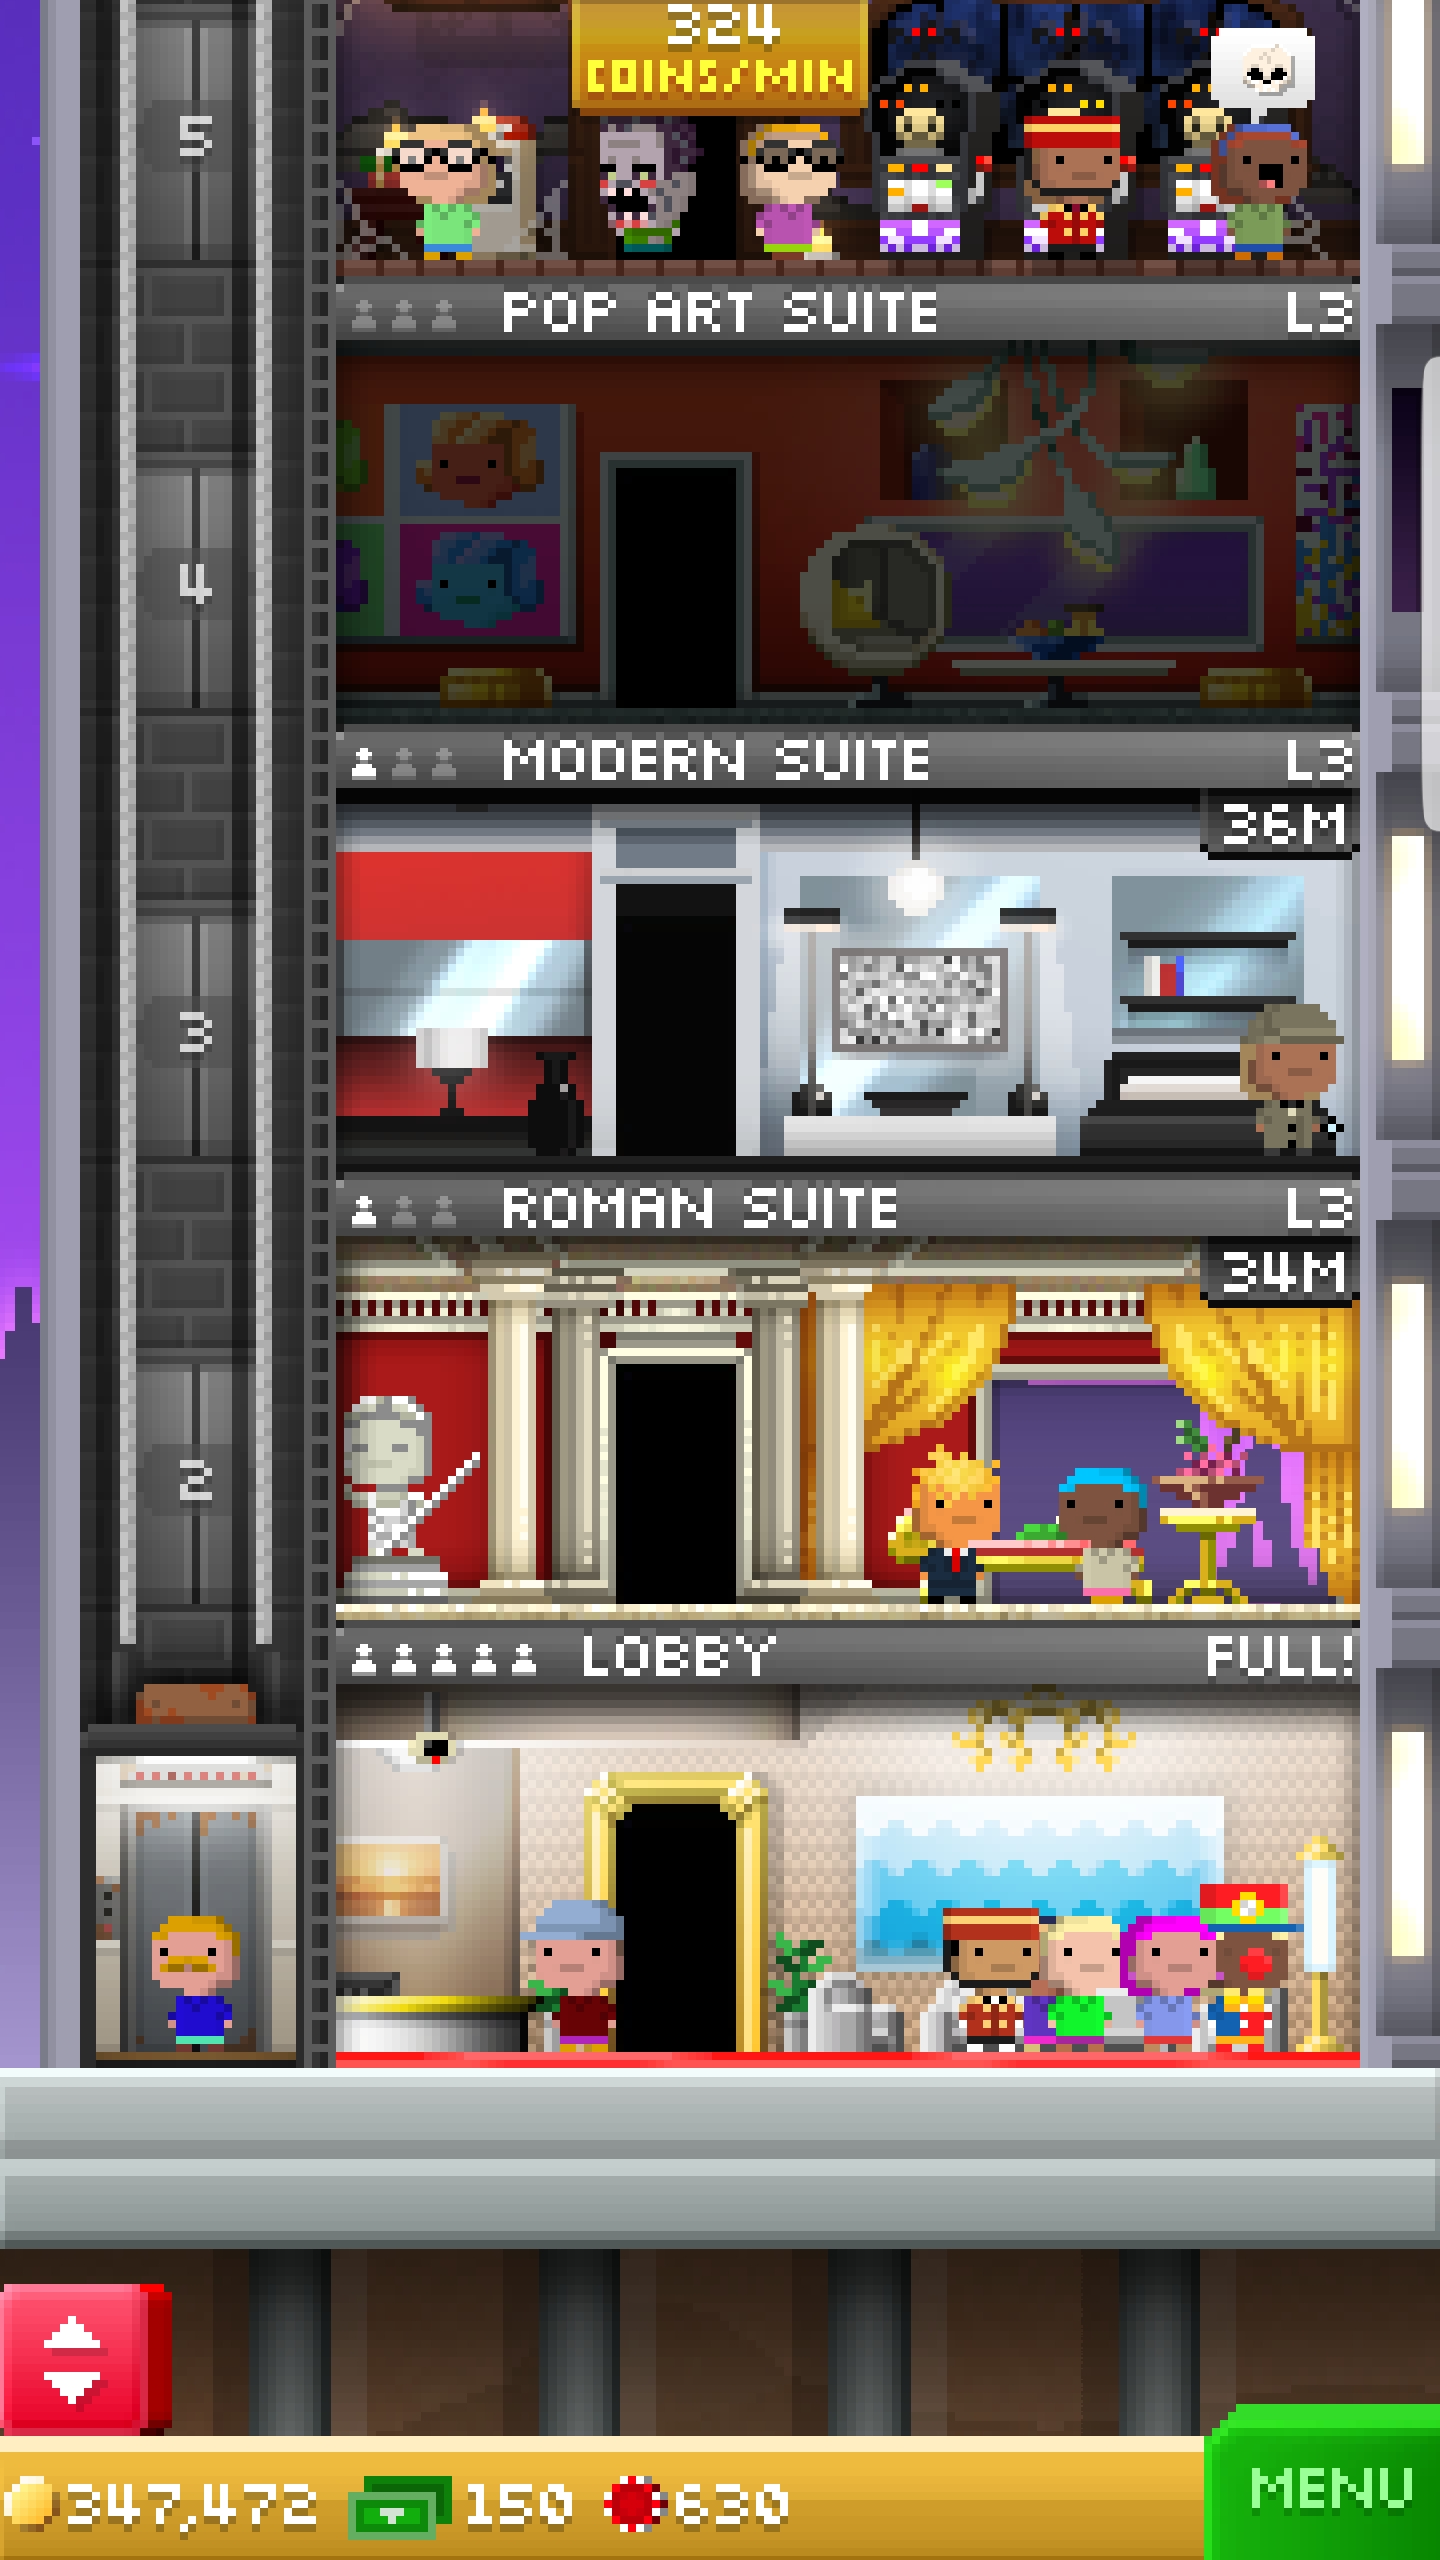 324
COINS/MIN
5
POP ART SUITE L3
4
MODERN SUITE L3
36M
3
ROMAN SUITE L3
34M
2
LOBBY FULL!
347,472 150 630 MENU